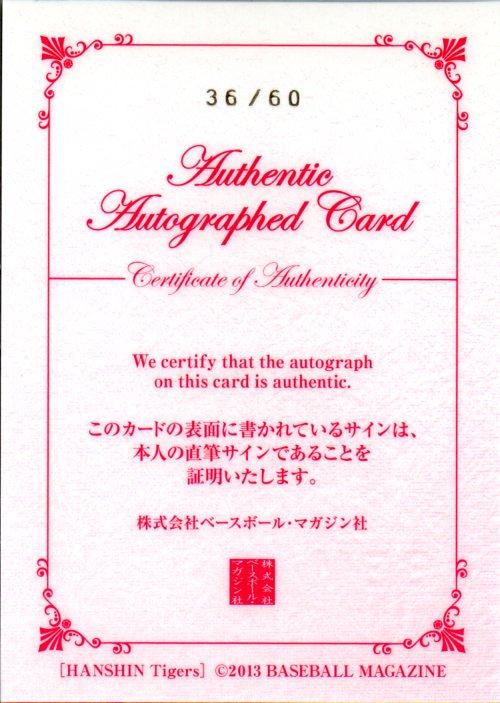 36/60
Authentic
Autographed Card
Certificate of Authenticity
We certify that the autograph
on this card is authentic.
このカードの表面に書かれているサインは、
本人の直筆サインであることを
証明いたします。
株式会社ベースボール・マガジン社
株式会社
ベースボール・
マガジン社
[HANSHIN Tigers] ©2013 BASEBALL MAGAZINE